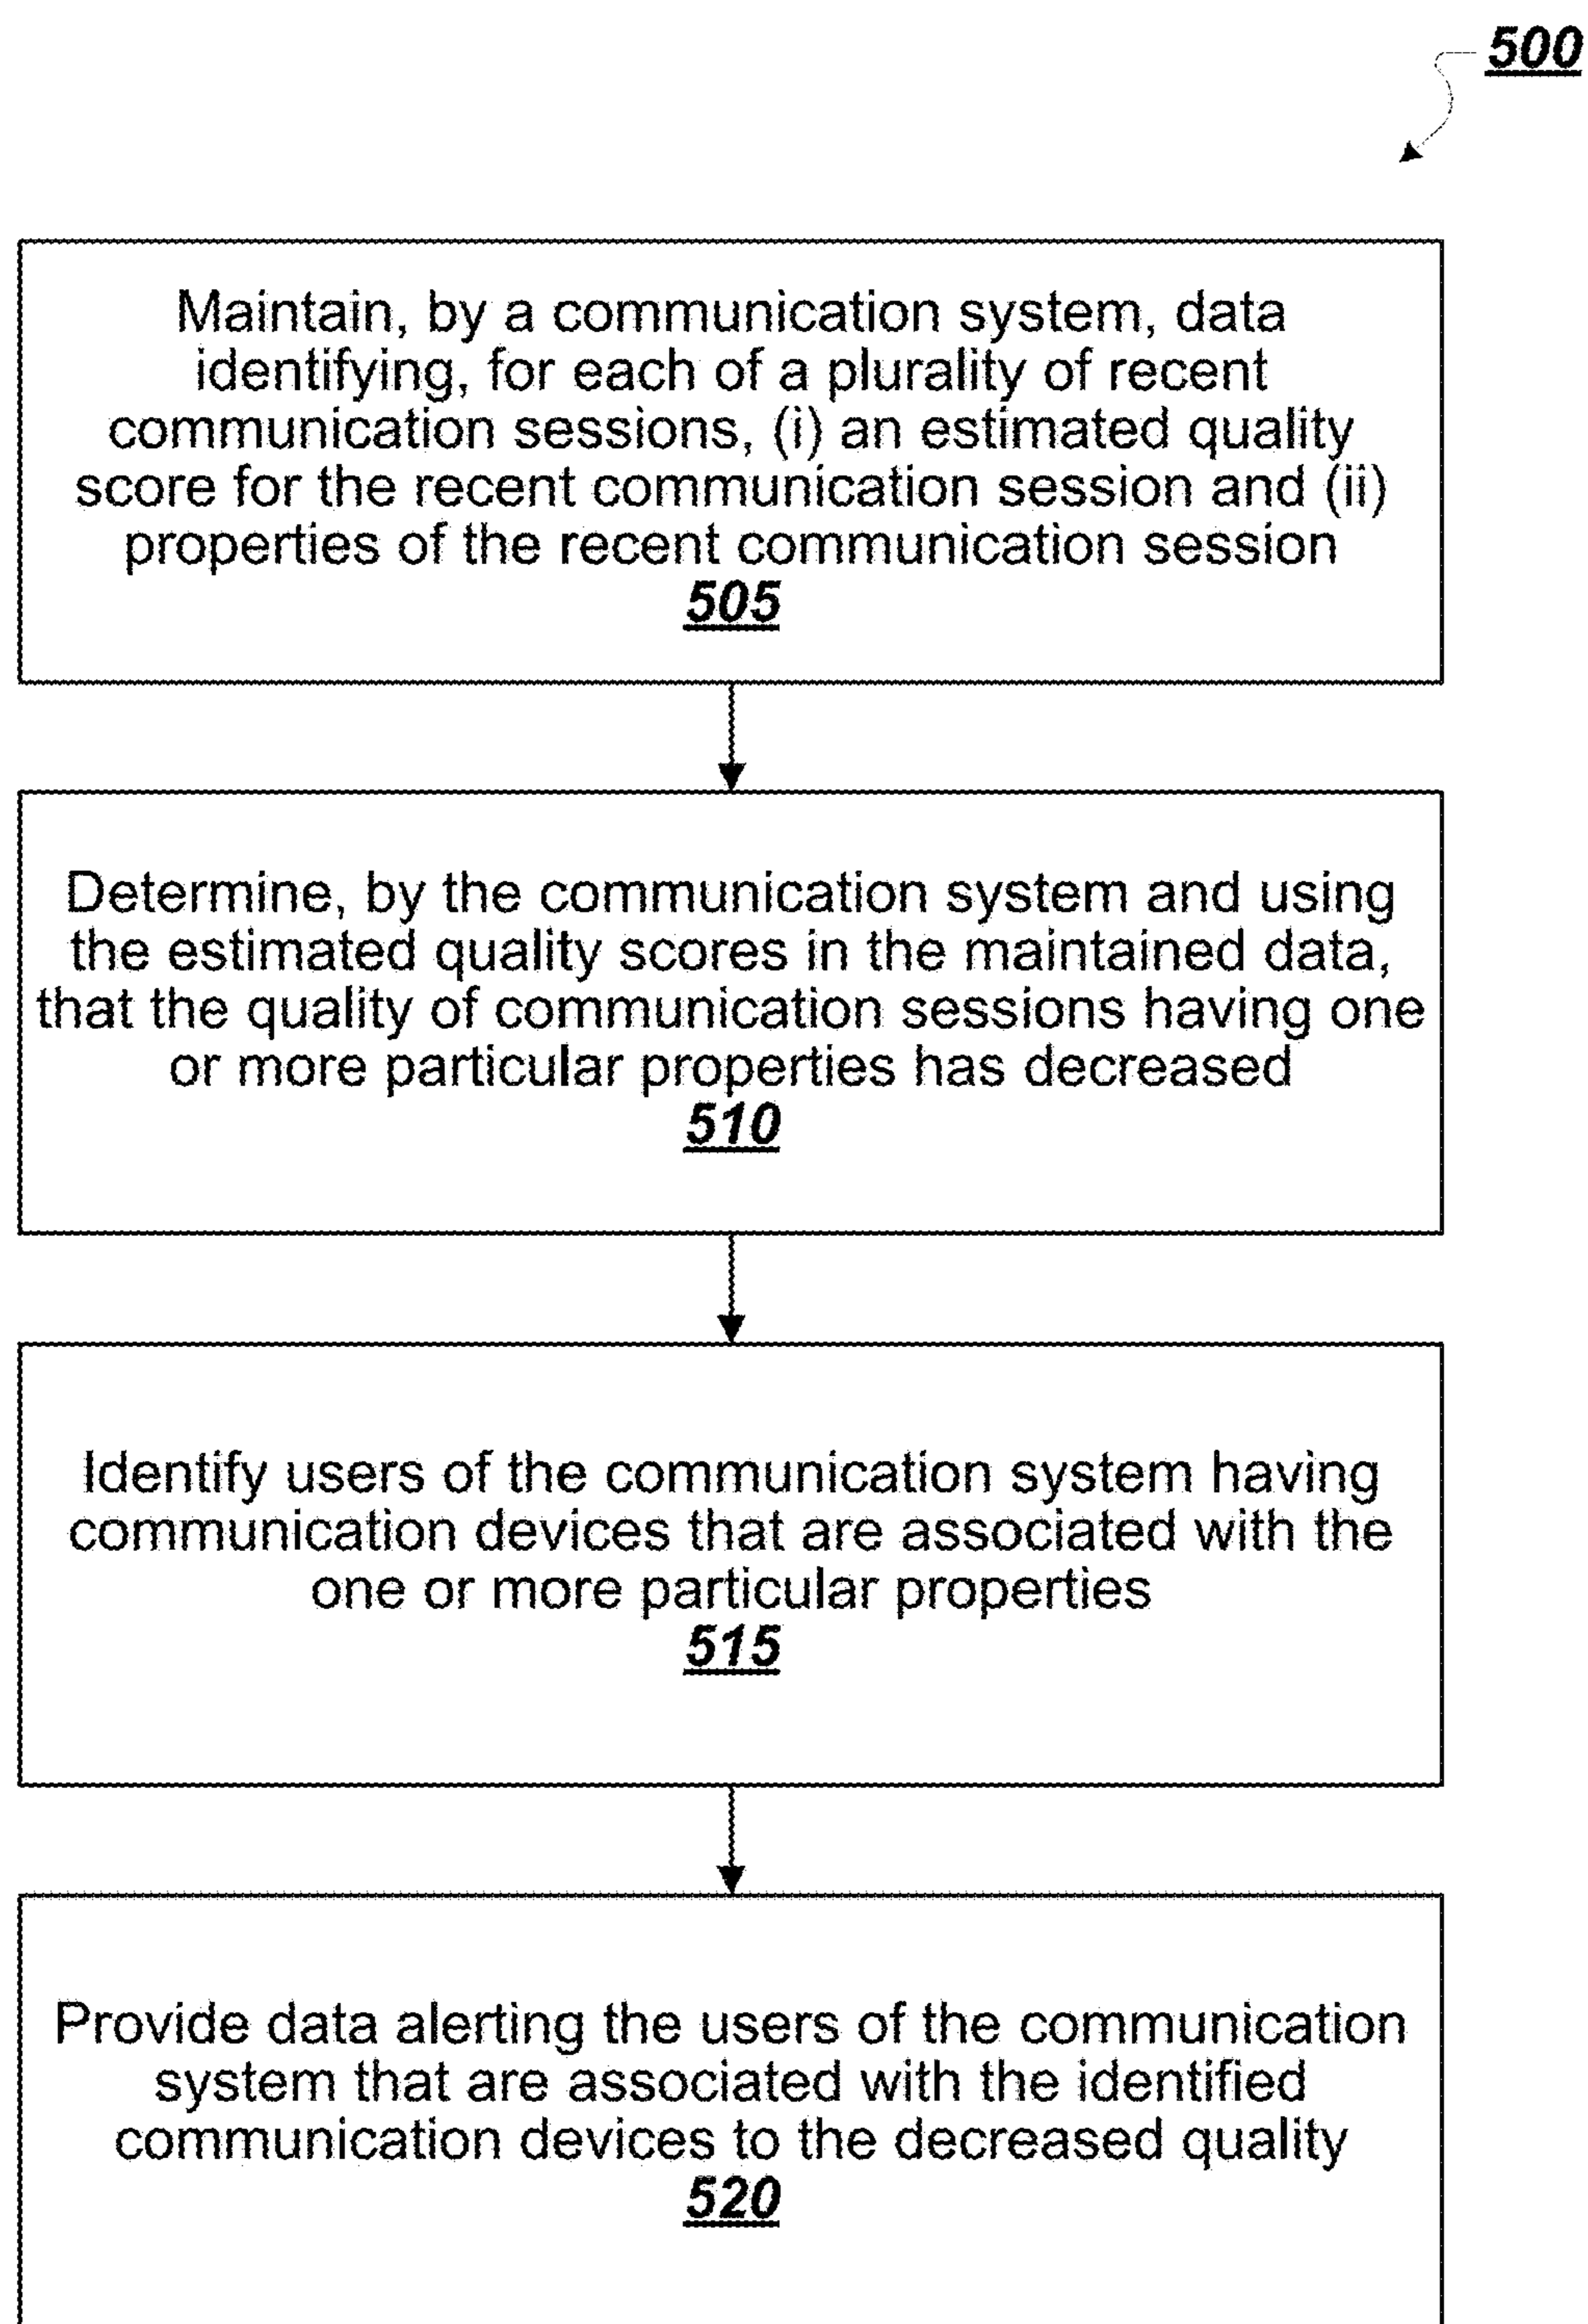 500
Maintain, by a communication system, data
identifying, for each of a plurality of recent
communication sessions, (i) an estimated quality
score for the recent communication session and (ii)
properties of the recent communication session
505
Determine, by the communication system and using
the estimated quality scores in the maintained data,
that the quality of communication sessions having one
or more particular properties has decreased
510
Identify users of the communication system having
communication devices that are associated with the
one or more particular properties
515
Provide data alerting the users of the communication
system that are associated with the identified
communication devices to the decreased quality
520